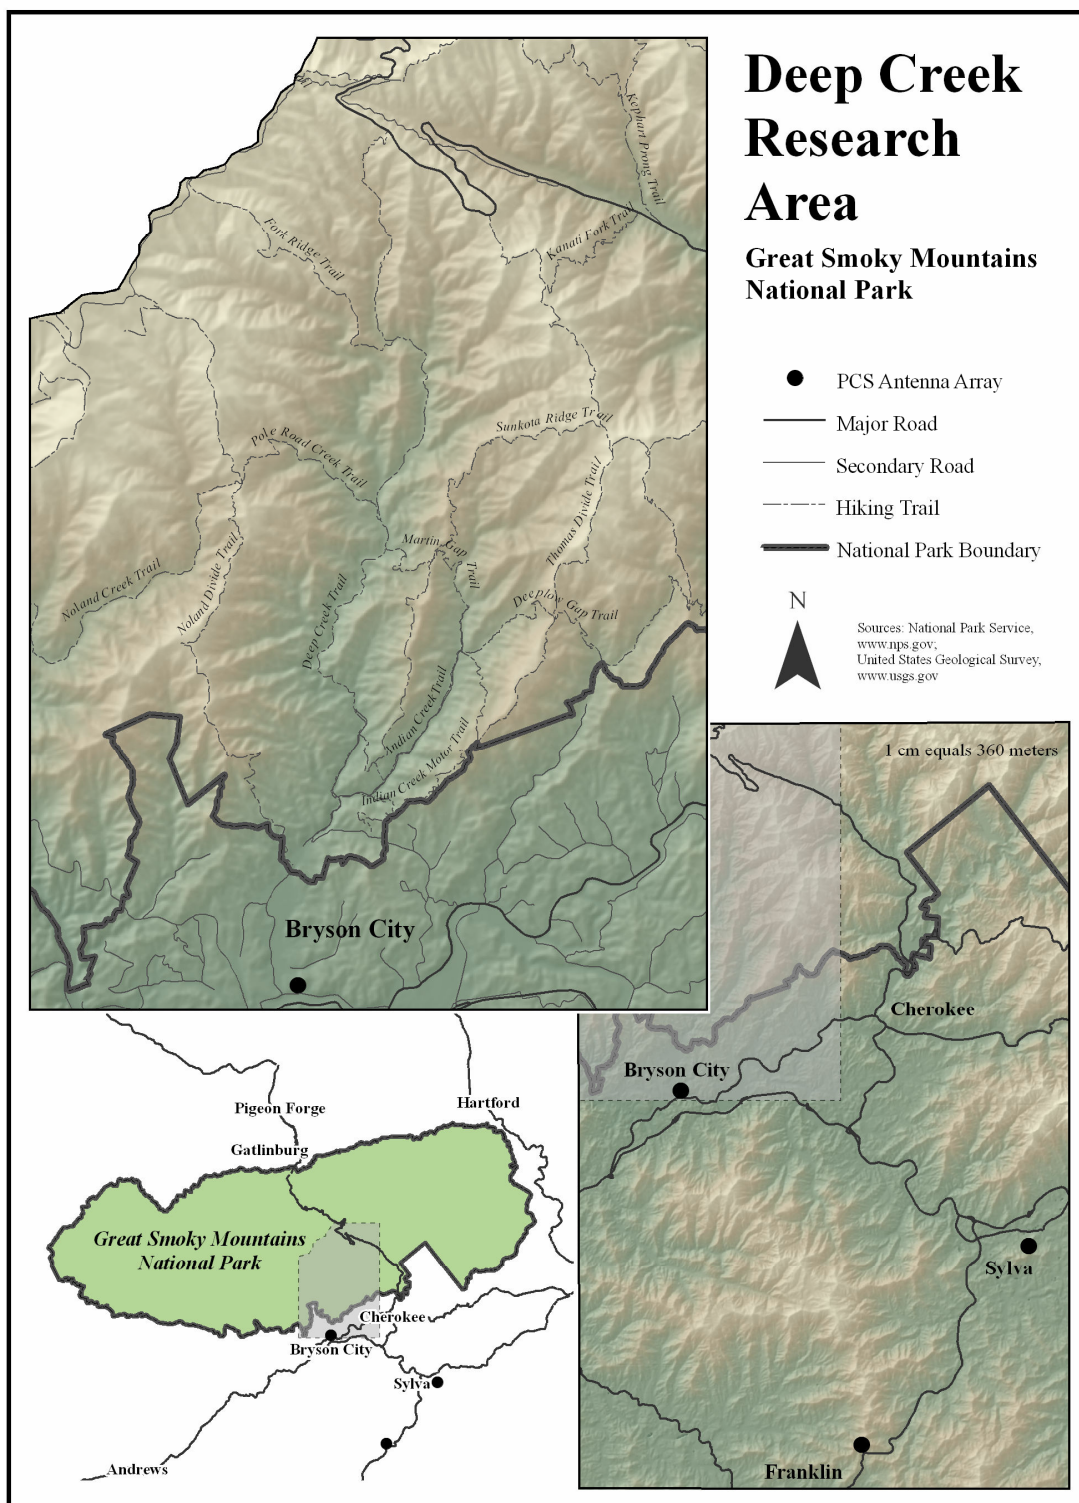 Deep Creek
Research
Area
Great Smoky Mountains
National Park
PCS Antenna Array
Major Road
Secondary Road
Hiking Trail
National Park Boundary
N
Sources: National Park Service,
www.nps.gov;
United States Geological Survey,
www.usgs.gov
Kephart Prong Trail
Kanati Fork Trail
Fork Ridge Trail
Sunkota Ridge Trail
Pole Road Creek Trail
Thomas Divide Trail
Martin Gap Trail
Noland Creek Trail
Noland Divide Trail
Deeplow Gap Trail
Deep Creek Trail
Andian Creek Trail
Indian Creek Motor Trail
Bryson City
1 cm equals 360 meters
Cherokee
Bryson City
Sylva
Franklin
Pigeon Forge
Hartford
Gatlinburg
Great Smoky Mountains
National Park
Cherokee
Bryson City
Sylva
Andrews